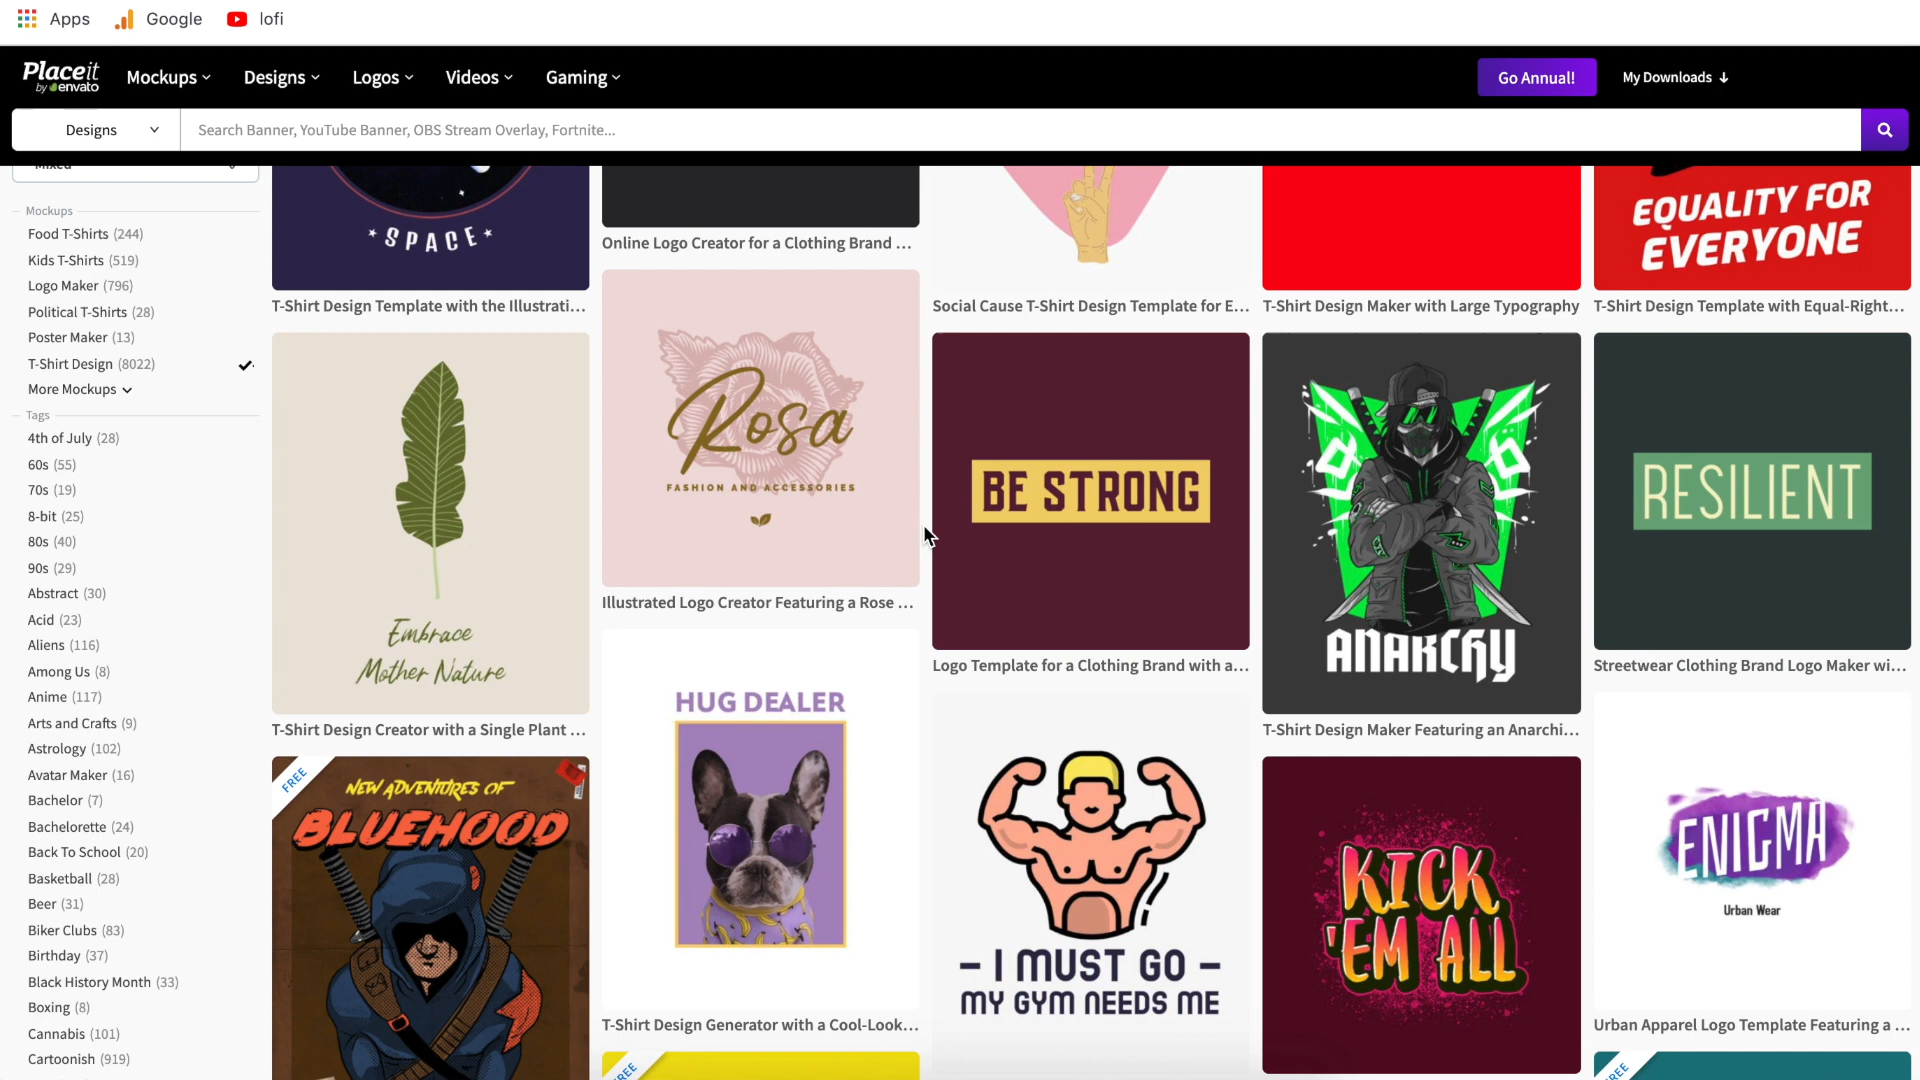 Apps
Google
lofi
Placeit
by envato
Mockups
Designs
Logos
Videos
Gaming
Go Annual!
My Downloads
Designs
Search Banner, YouTube Banner, OBS Stream Overlay, Fortnite...
Mixed
Mockups
Food T-Shirts (244)
Kids T-Shirts (519)
Logo Maker (796)
Political T-Shirts (28)
Poster Maker (13)
T-Shirt Design (8022)
More Mockups
Tags
4th of July (28)
60s (55)
70s (19)
8-bit (25)
80s (40)
90s (29)
Abstract (30)
Acid (23)
Aliens (116)
Among Us (8)
Anime (117)
Arts and Crafts (9)
Astrology (102)
Avatar Maker (16)
Bachelor (7)
Bachelorette (24)
Back To School (20)
Basketball (28)
Beer (31)
Biker Clubs (83)
Birthday (37)
Black History Month (33)
Boxing (8)
Cannabis (101)
Cartoonish (919)
SPACE
T-Shirt Design Template with the Illustrati...
Embrace
Mother Nature
T-Shirt Design Creator with a Single Plant ...
FREE
NEW ADVENTURES OF
BLUEHOOD
Online Logo Creator for a Clothing Brand ...
Rosa
FASHION AND ACCESSORIES
Illustrated Logo Creator Featuring a Rose ...
HUG DEALER
T-Shirt Design Generator with a Cool-Look...
FREE
Social Cause T-Shirt Design Template for E...
BE STRONG
Logo Template for a Clothing Brand with a...
- I MUST GO -
MY GYM NEEDS ME
T-Shirt Design Maker with Large Typography
ANARCHY
T-Shirt Design Maker Featuring an Anarchi...
KICK
'EM ALL
EQUALITY FOR
EVERYONE
T-Shirt Design Template with Equal-Right...
RESILIENT
Streetwear Clothing Brand Logo Maker wi...
ENIGMA
Urban Wear
Urban Apparel Logo Template Featuring a ...
FREE